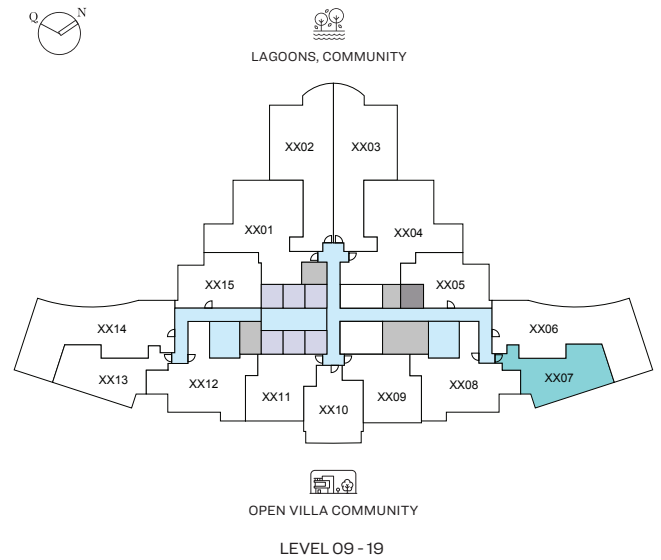 Q N
LAGOONS, COMMUNITY
XX02 XX03
XX01 XX04
XX15 XX05
XX14 XX06
XX13 XX12 XX11 XX10 XX09 XX08 XX07
OPEN VILLA COMMUNITY
LEVEL 09 - 19